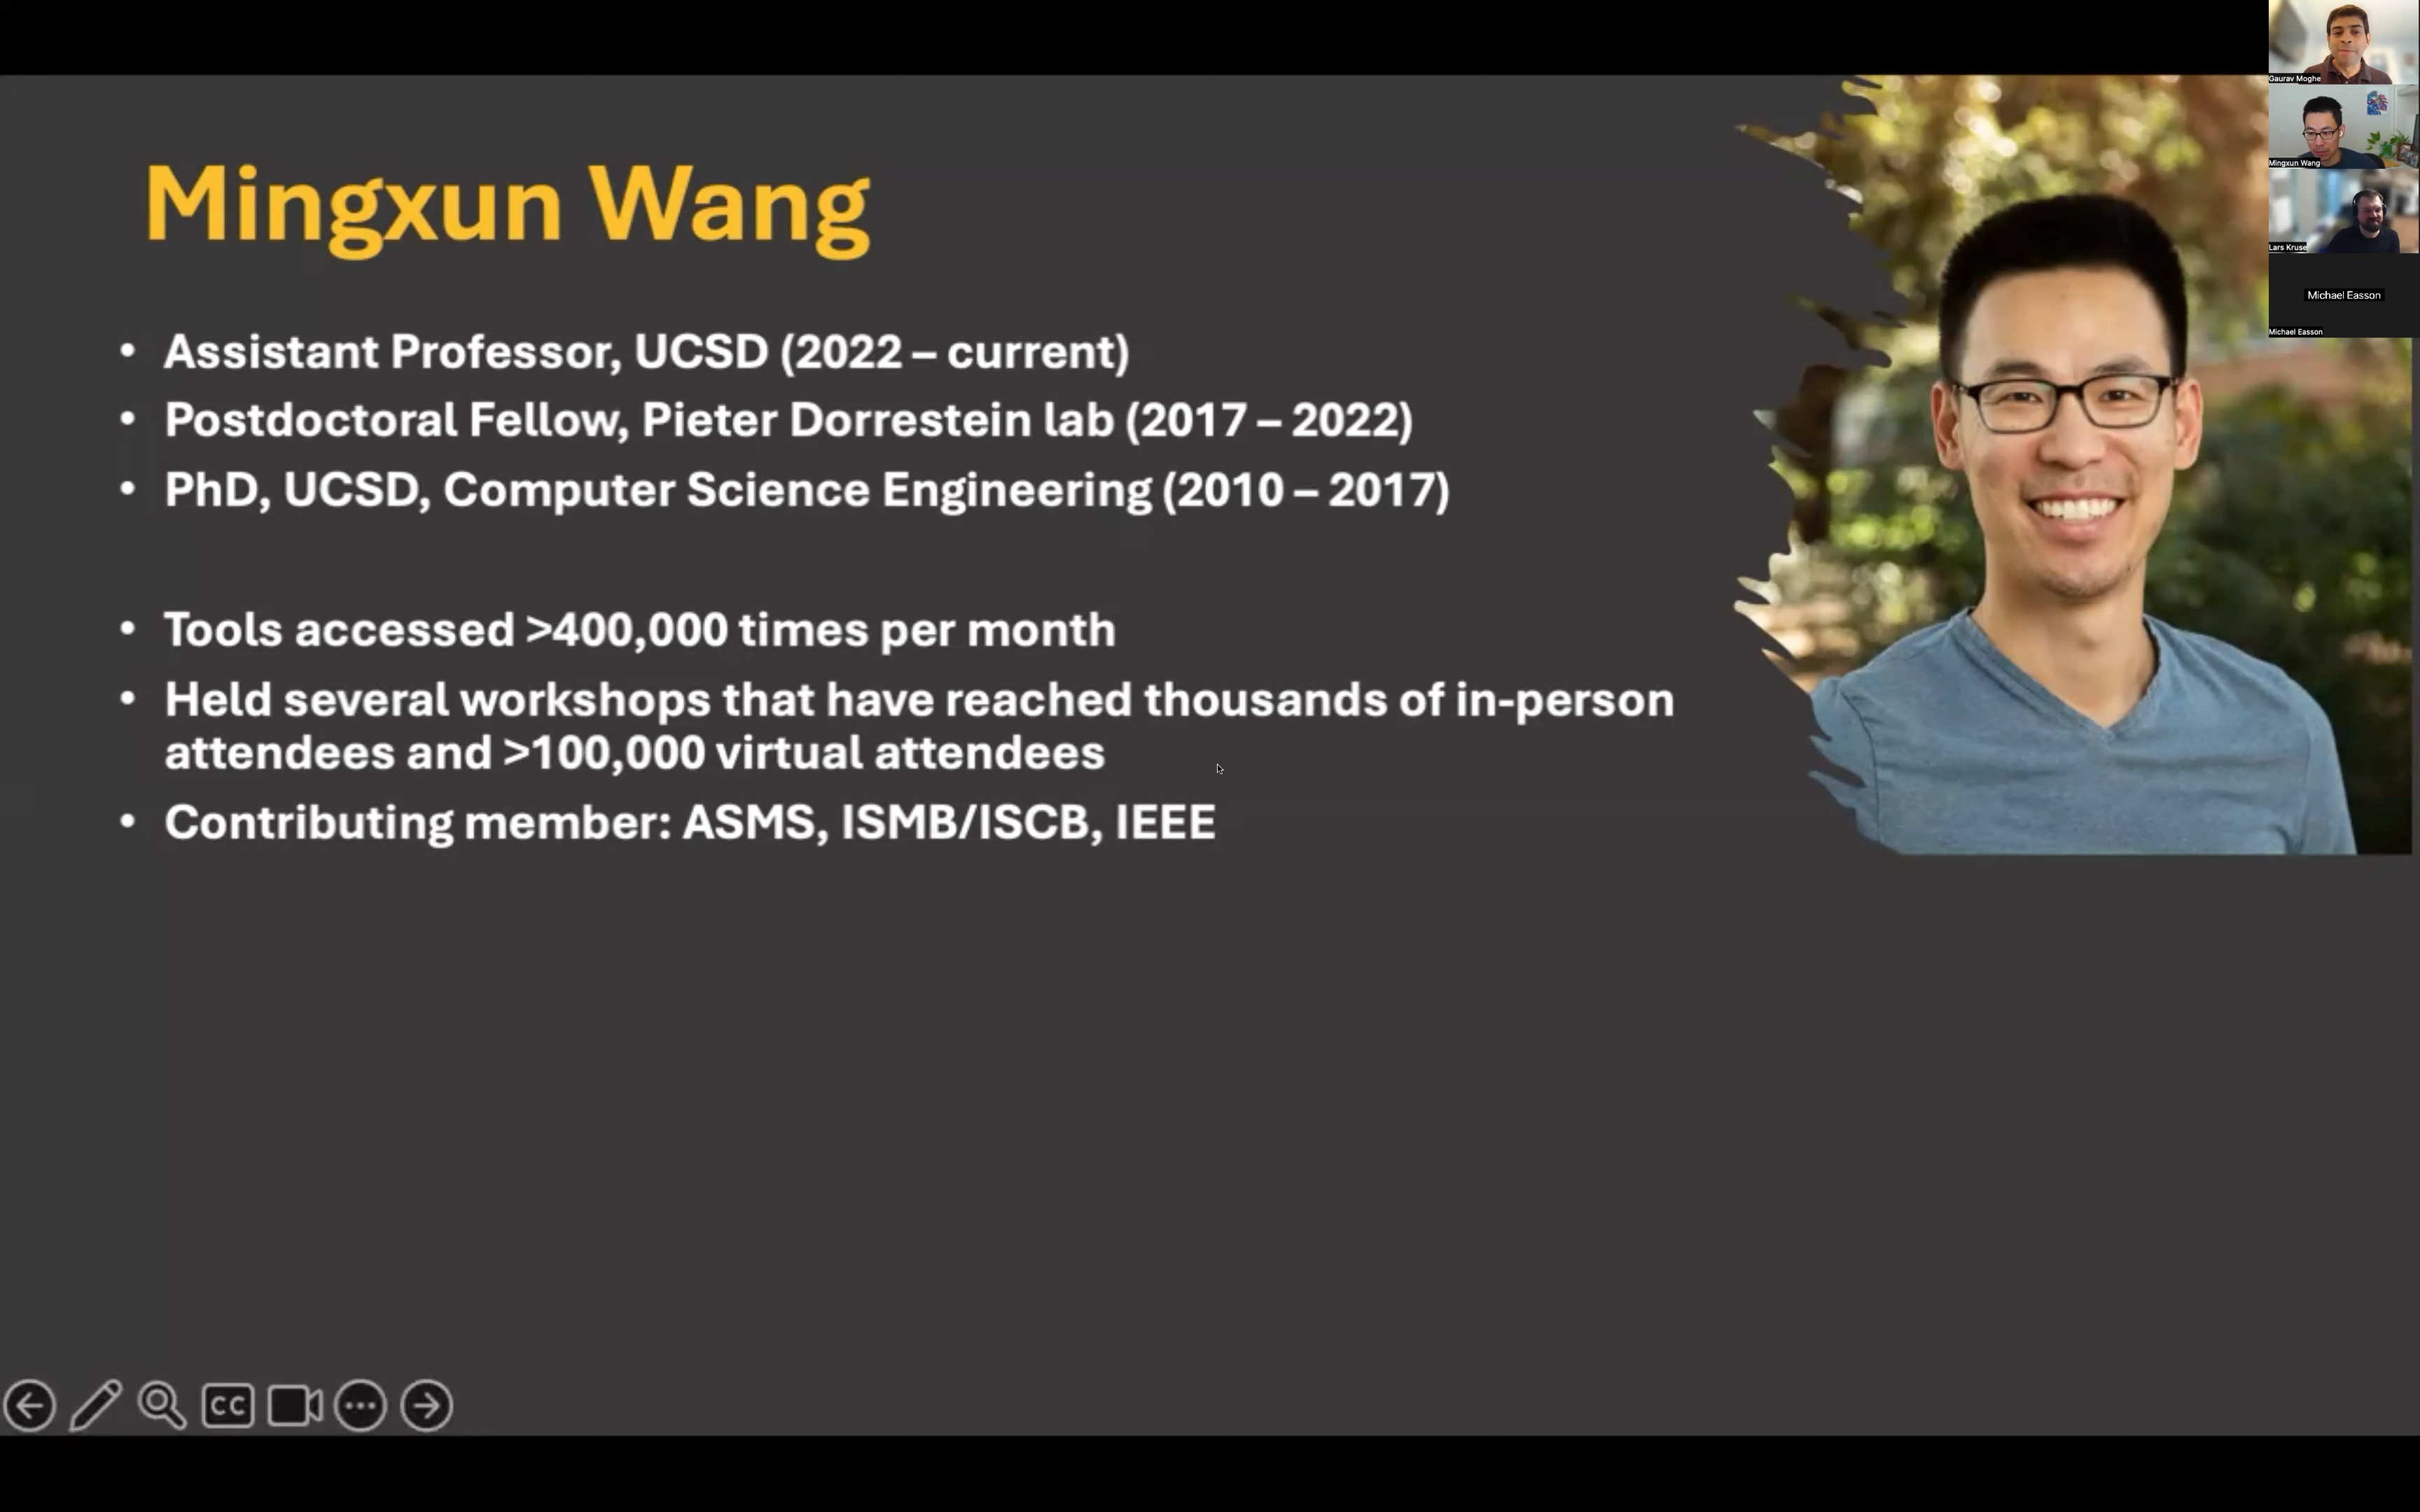 Mingxun Wang
• Assistant Professor, UCSD (2022 – current)
• Postdoctoral Fellow, Pieter Dorrestein lab (2017 – 2022)
• PhD, UCSD, Computer Science Engineering (2010 – 2017)
• Tools accessed >400,000 times per month
• Held several workshops that have reached thousands of in-person
attendees and >100,000 virtual attendees
• Contributing member: ASMS, ISMB/ISCB, IEEE
Gaurav Moghe
Mingxun Wang
Lars Kruse
Michael Easson
Michael Easson
CC